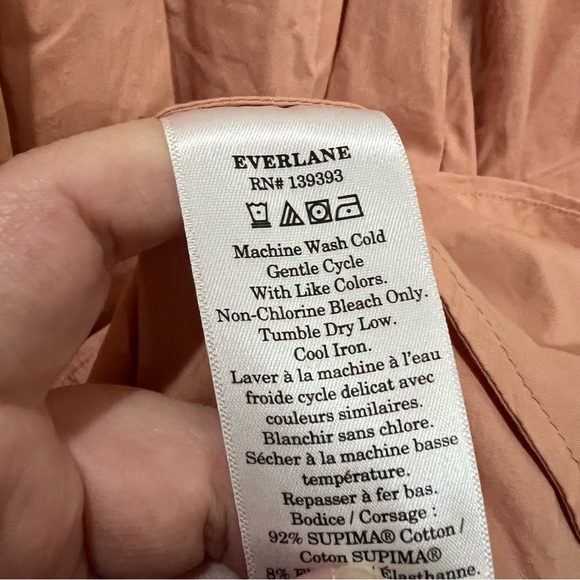 EVERLANE
RN# 139393
Machine Wash Cold
Gentle Cycle
With Like Colors.
Non-Chlorine Bleach Only.
Tumble Dry Low.
Cool Iron.
Laver à la machine à l'eau
froide cycle delicat avec
couleurs similaires.
Blanchir sans chlore.
Sécher à la machine basse
température.
Repasser à fer bas.
Bodice / Corsage :
92% SUPIMA® Cotton /
Coton SUPIMA®
8% / Élasthanne.